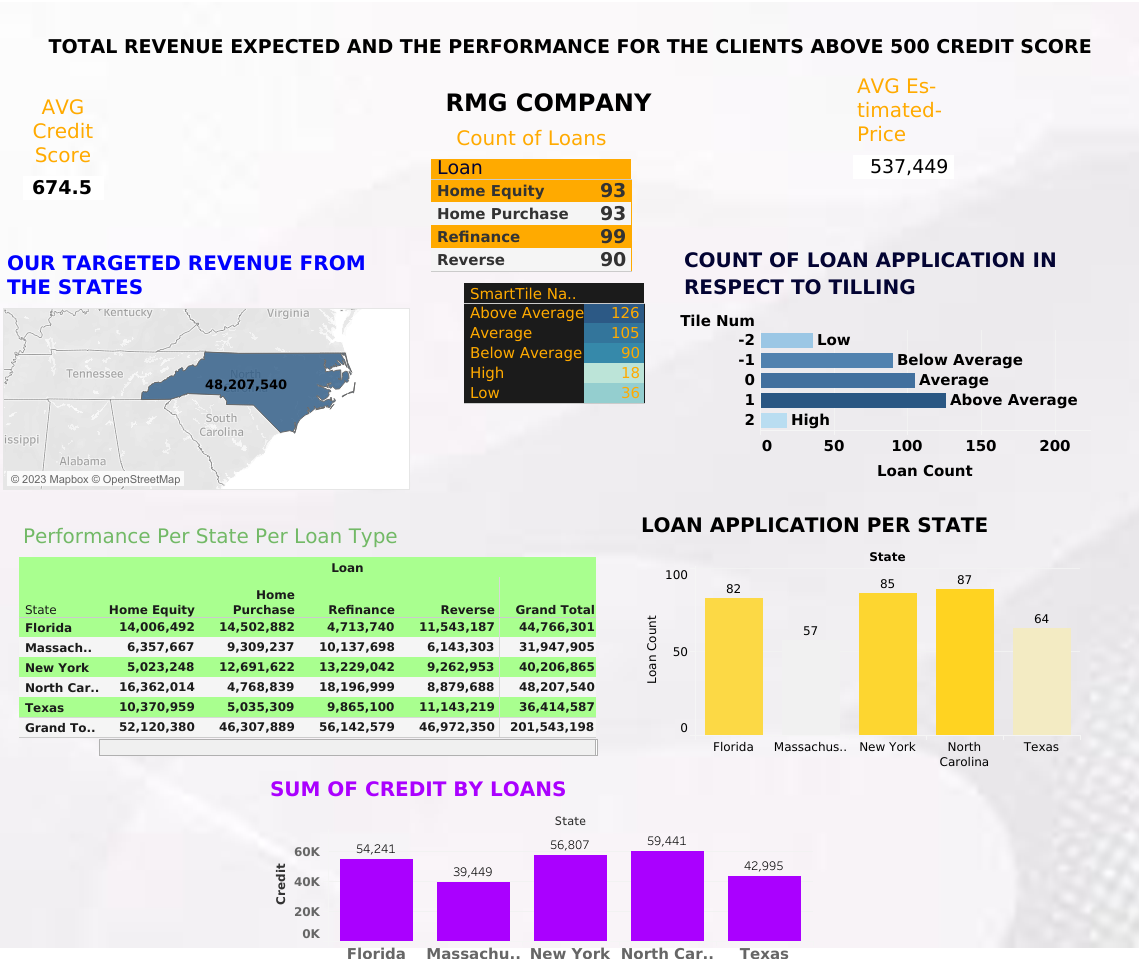 TOTAL REVENUE EXPECTED AND THE PERFORMANCE FOR THE CLIENTS ABOVE 500 CREDIT SCORE
AVG
Credit
Score
674.5
RMG COMPANY
Count of Loans
Loan
Home Equity 93
Home Purchase 93
Refinance 99
Reverse 90
AVG Es-
timated-
Price
537,449
OUR TARGETED REVENUE FROM
THE STATES
Kentucky
Virginia
Tennessee
North
48,207,540
South
Carolina
issippi
Alabama
© 2023 Mapbox © OpenStreetMap
SmartTile Na..
Above Average 126
Average 105
Below Average 90
High 18
Low 36
COUNT OF LOAN APPLICATION IN
RESPECT TO TILLING
Tile Num
-2 Low
-1 Below Average
0 Average
1 Above Average
2 High
0 50 100 150 200
Loan Count
Performance Per State Per Loan Type
Loan
State Home Equity Home Purchase Refinance Reverse Grand Total
Florida 14,006,492 14,502,882 4,713,740 11,543,187 44,766,301
Massach.. 6,357,667 9,309,237 10,137,698 6,143,303 31,947,905
New York 5,023,248 12,691,622 13,229,042 9,262,953 40,206,865
North Car.. 16,362,014 4,768,839 18,196,999 8,879,688 48,207,540
Texas 10,370,959 5,035,309 9,865,100 11,143,219 36,414,587
Grand To.. 52,120,380 46,307,889 56,142,579 46,972,350 201,543,198
LOAN APPLICATION PER STATE
State
Loan Count
100
50
0
82 57 85 87 64
Florida Massachus.. New York North Carolina Texas
SUM OF CREDIT BY LOANS
State
Credit
60K
40K
20K
0K
54,241 39,449 56,807 59,441 42,995
Florida Massachu.. New York North Car.. Texas